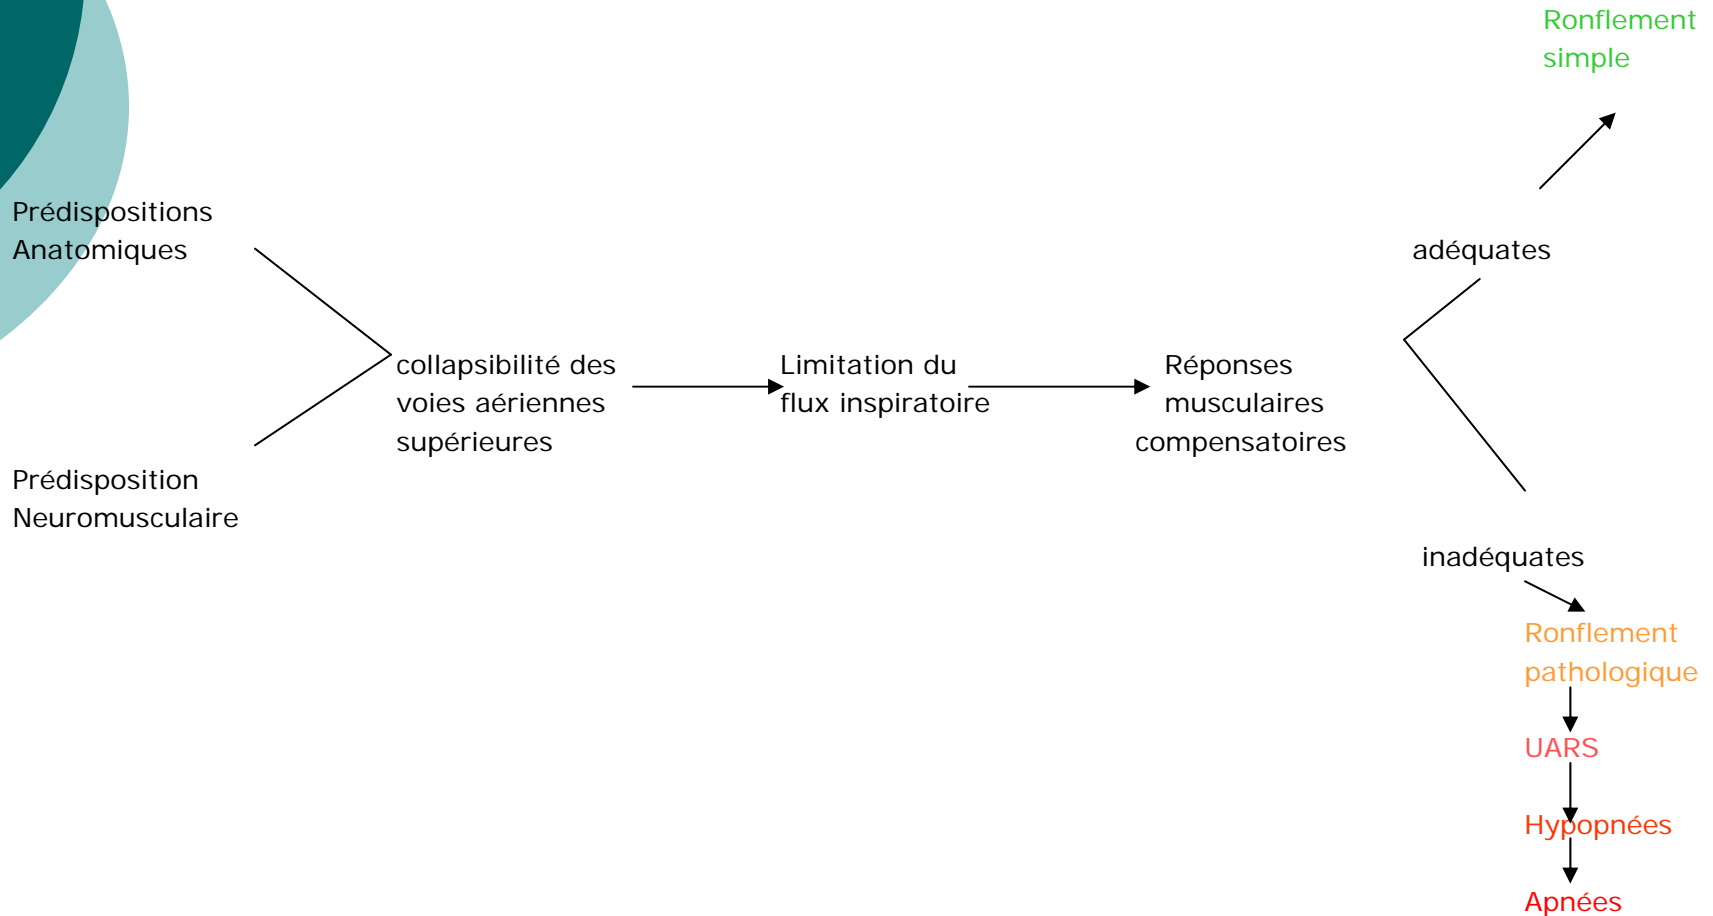 Ronflement
simple
Prédispositions
Anatomiques
adéquates
collapsibilité des
voies aériennes
supérieures
Limitation du
flux inspiratoire
Réponses
musculaires
compensatoires
Prédisposition
Neuromusculaire
inadéquates
Ronflement
pathologique
UARS
Hypopnées
Apnées